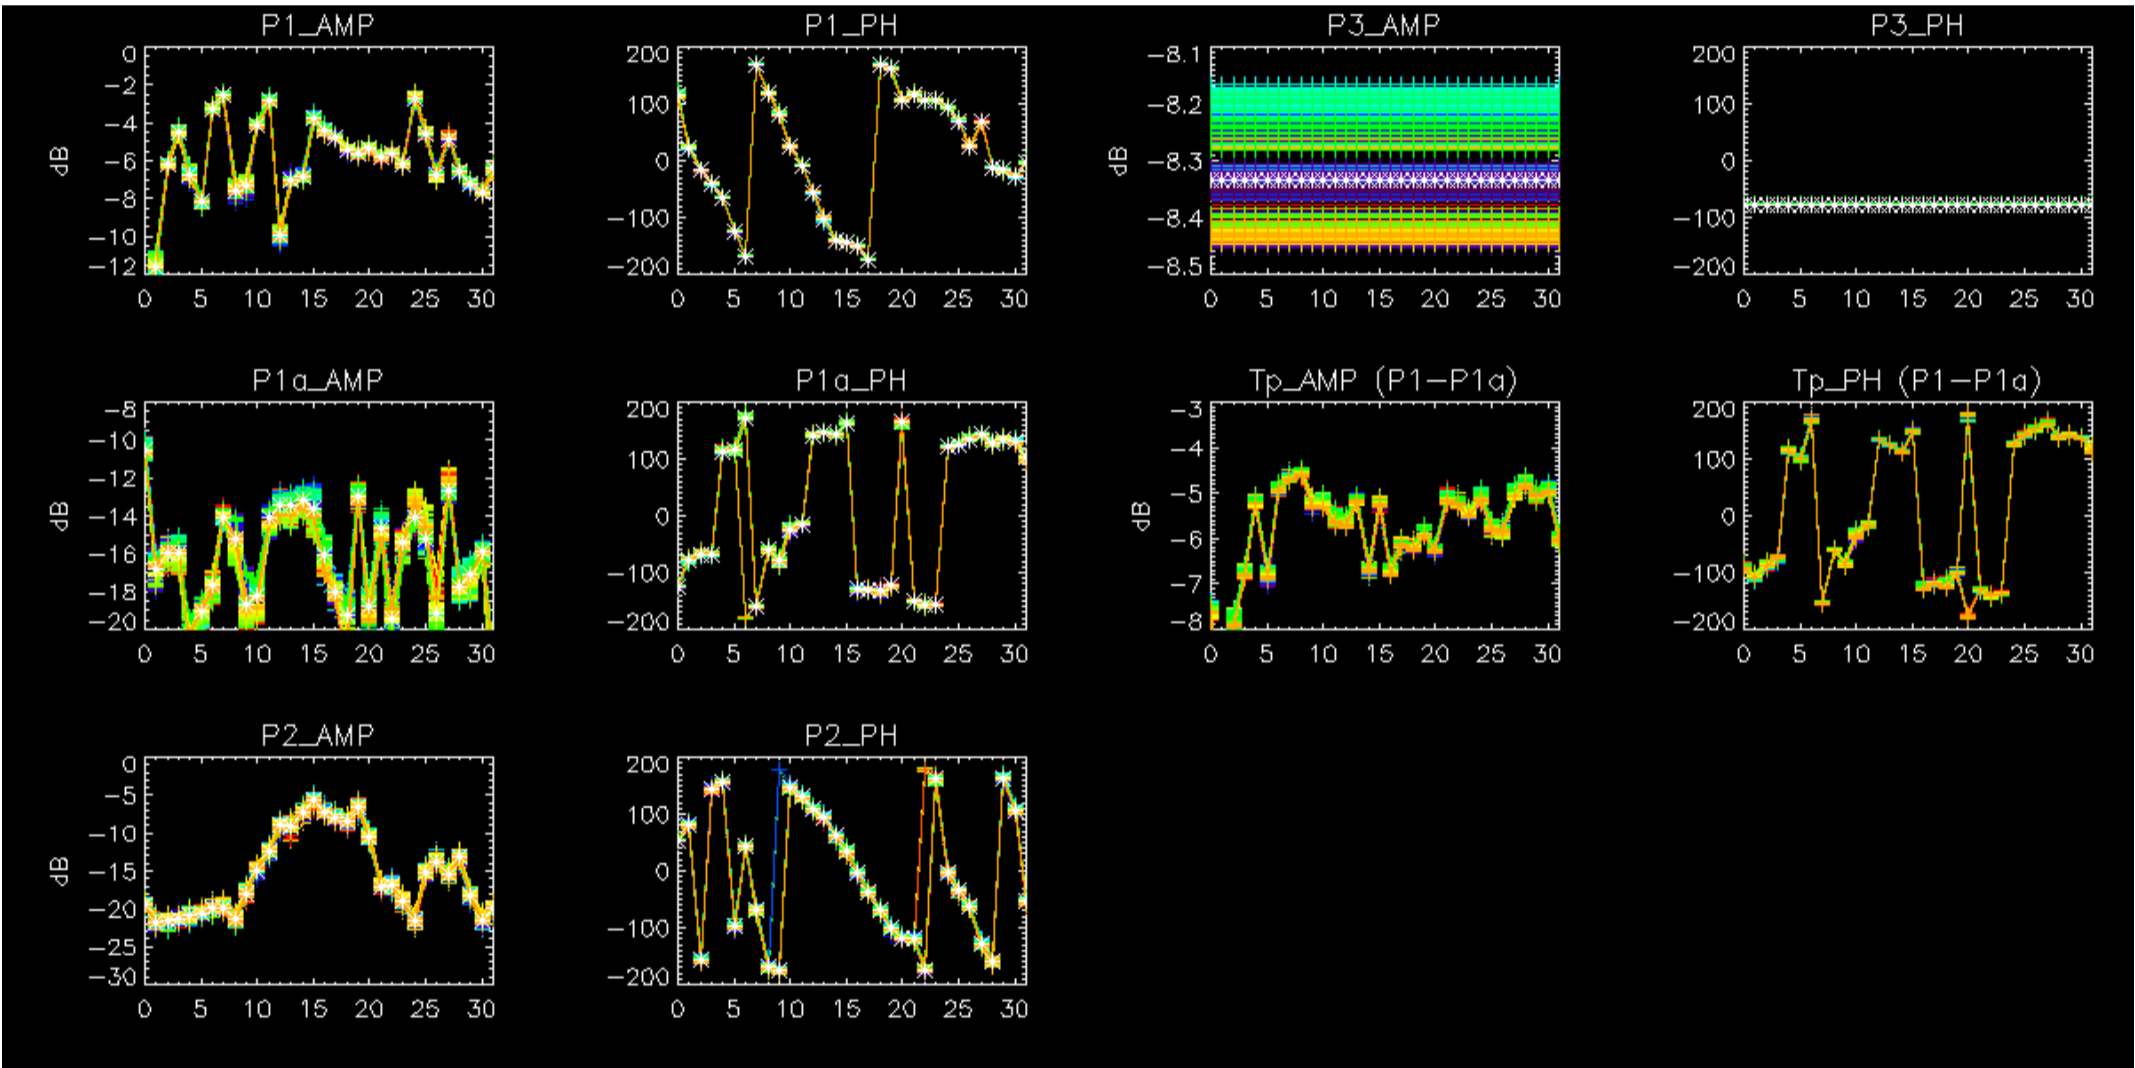 P1_AMP
0
-2
-4
-6
-8
-10
-12
dB
0 5 10 15 20 25 30
P1_PH
200
100
0
-100
-200
0 5 10 15 20 25 30
P3_AMP
-8.1
-8.2
-8.3
-8.4
-8.5
dB
0 5 10 15 20 25 30
P3_PH
200
100
0
-100
-200
0 5 10 15 20 25 30
P1a_AMP
-8
-10
-12
-14
-16
-18
-20
dB
0 5 10 15 20 25 30
P1a_PH
200
100
0
-100
-200
0 5 10 15 20 25 30
Tp_AMP (P1-P1a)
-3
-4
-5
-6
-7
-8
dB
0 5 10 15 20 25 30
Tp_PH (P1-P1a)
200
100
0
-100
-200
0 5 10 15 20 25 30
P2_AMP
0
-5
-10
-15
-20
-25
-30
dB
0 5 10 15 20 25 30
P2_PH
200
100
0
-100
-200
0 5 10 15 20 25 30